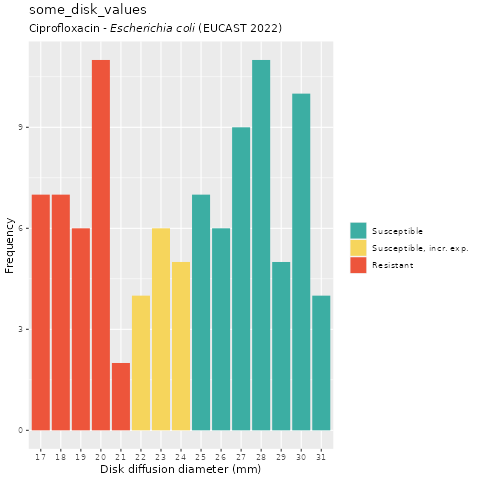 some_disk_values
Ciprofloxacin - Escherichia coli (EUCAST 2022)
Frequency
9
6
3
0
17 18 19 20 21 22 23 24 25 26 27 28 29 30 31
Disk diffusion diameter (mm)
Susceptible
Susceptible, incr. exp.
Resistant